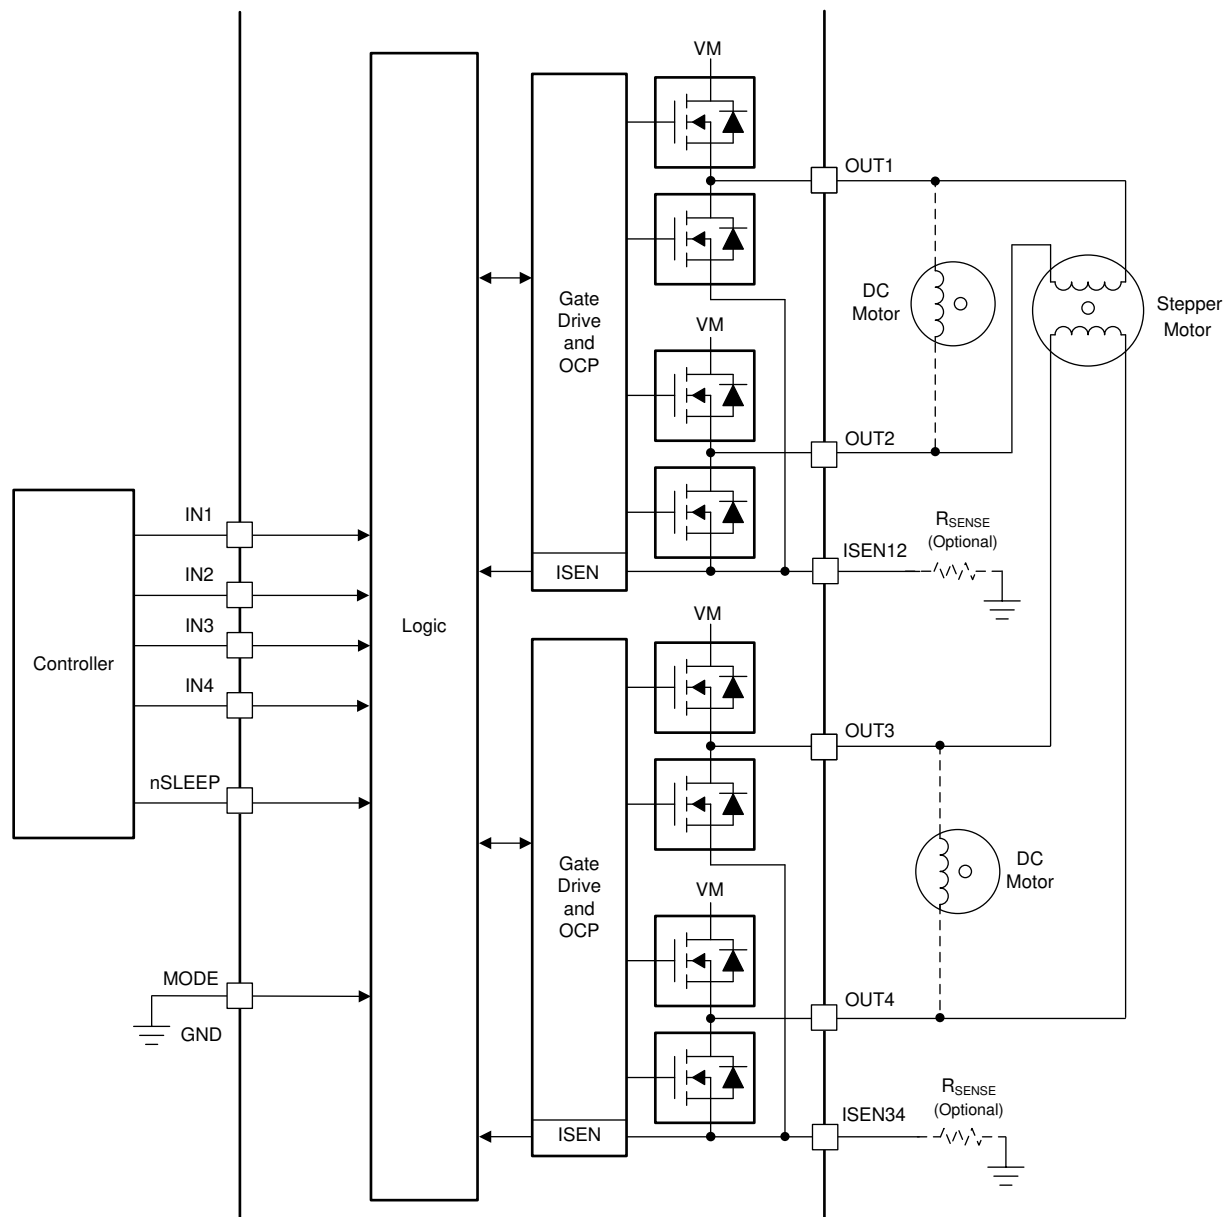 VM
OUT1
Gate
Drive
and
OCP
DC
Motor
Stepper
Motor
VM
OUT2
IN1
RSENSE
(Optional)
ISEN12
ISEN
IN2
IN3
Logic
VM
Controller
IN4
OUT3
nSLEEP
Gate
Drive
and
OCP
DC
Motor
VM
MODE
GND
OUT4
RSENSE
(Optional)
ISEN34
ISEN